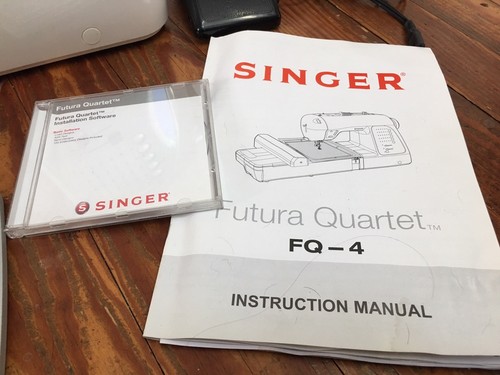 Futura Quartet™
Futura Quartet™
Installation Software
SINGER
SINGER®
Futura Quartet™
FQ–4
INSTRUCTION MANUAL